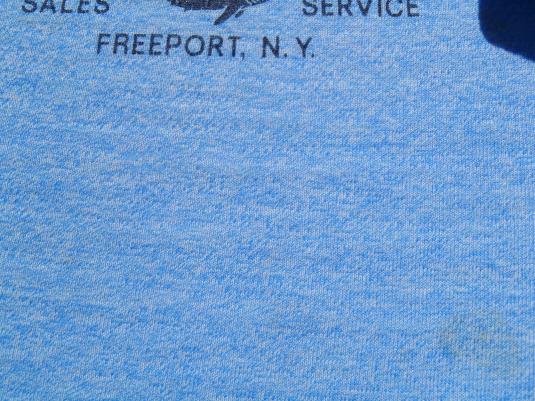 SALES SERVICE
FREEPORT, N.Y.